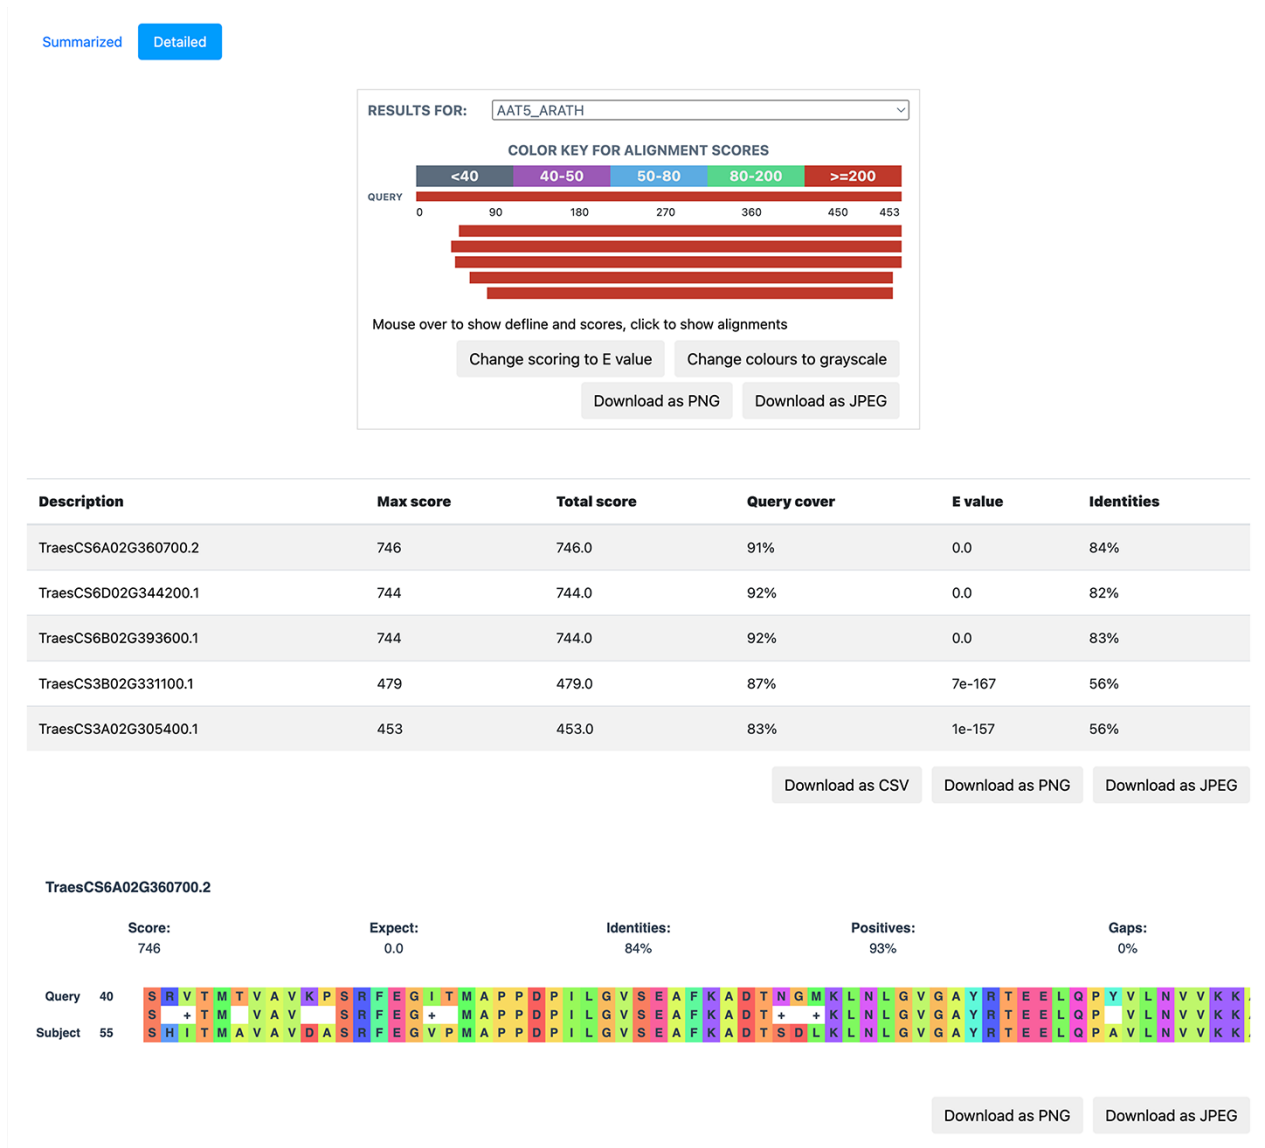 Summarized Detailed
RESULTS FOR: AAT5_ARATH
COLOR KEY FOR ALIGNMENT SCORES
<40 40-50 50-80 80-200 >=200
QUERY
0 90 180 270 360 450 453
Mouse over to show defline and scores, click to show alignments
Change scoring to E value Change colours to grayscale
Download as PNG Download as JPEG
Description Max score Total score Query cover E value Identities
TraesCS6A02G360700.2 746 746.0 91% 0.0 84%
TraesCS6D02G344200.1 744 744.0 92% 0.0 82%
TraesCS6B02G393600.1 744 744.0 92% 0.0 83%
TraesCS3B02G331100.1 479 479.0 87% 7e-167 56%
TraesCS3A02G305400.1 453 453.0 83% 1e-157 56%
Download as CSV Download as PNG Download as JPEG
TraesCS6A02G360700.2
Score: Expect: Identities: Positives: Gaps:
746 0.0 84% 93% 0%
Query 40 S R V T M T V A V K P S R F E G I T M A P P D P I L G V S E A F K A D T N G M K L N L G V G A Y R T E E L Q P Y V L N V V K K
S + T M V A V S R F E G + M A P P D P I L G V S E A F K A D T + + K L N L G V G A Y R T E E L Q P V L N V V K K
Subject 55 S H I T M A V A V D A S R F E G V P M A P P D P I L G V S E A F K A D T S D L K L N L G V G A Y R T E E L Q P A V L N V V K K
Download as PNG Download as JPEG